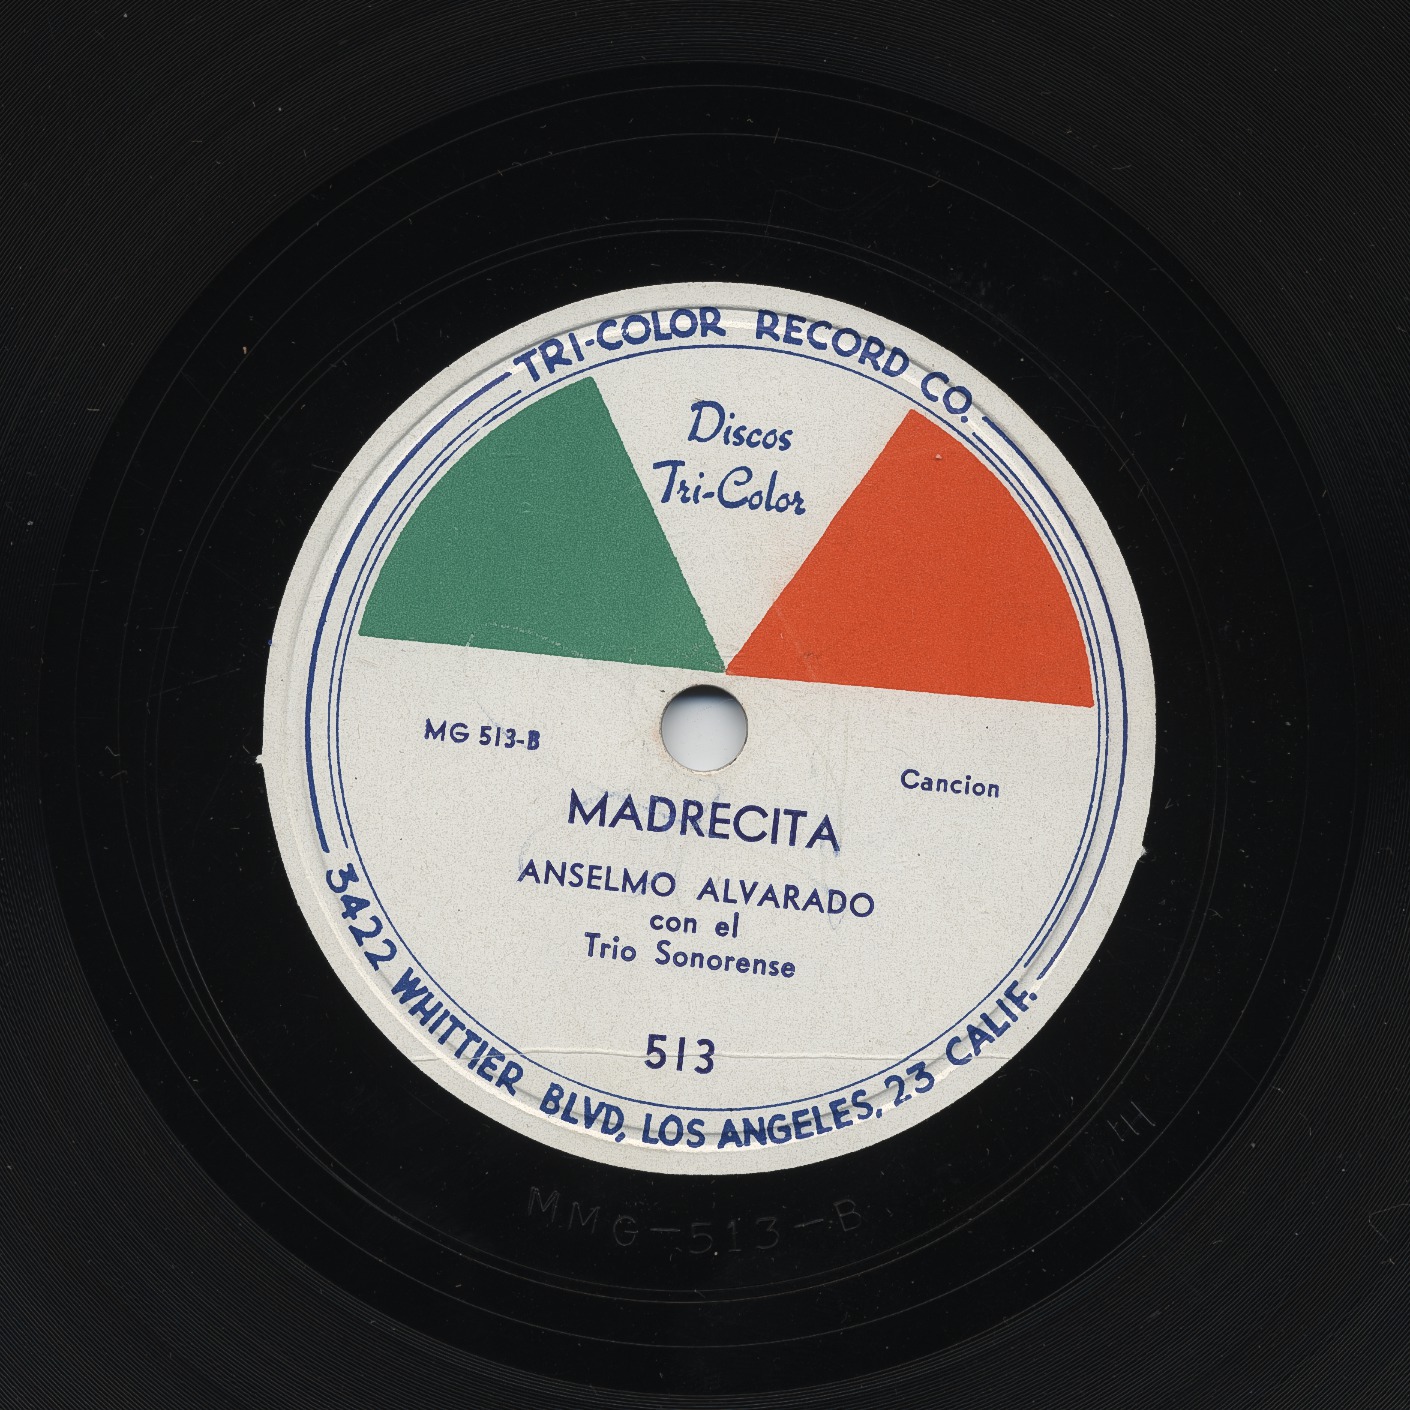 TRI-COLOR RECORD CO.
Discos
Tri-Color
MG 513-B
Cancion
MADRECITA
ANSELMO ALVARADO
con el
Trio Sonorense
513
3422 WHITTIER BLVD, LOS ANGELES, 23 CALIF.
MMG-513-B